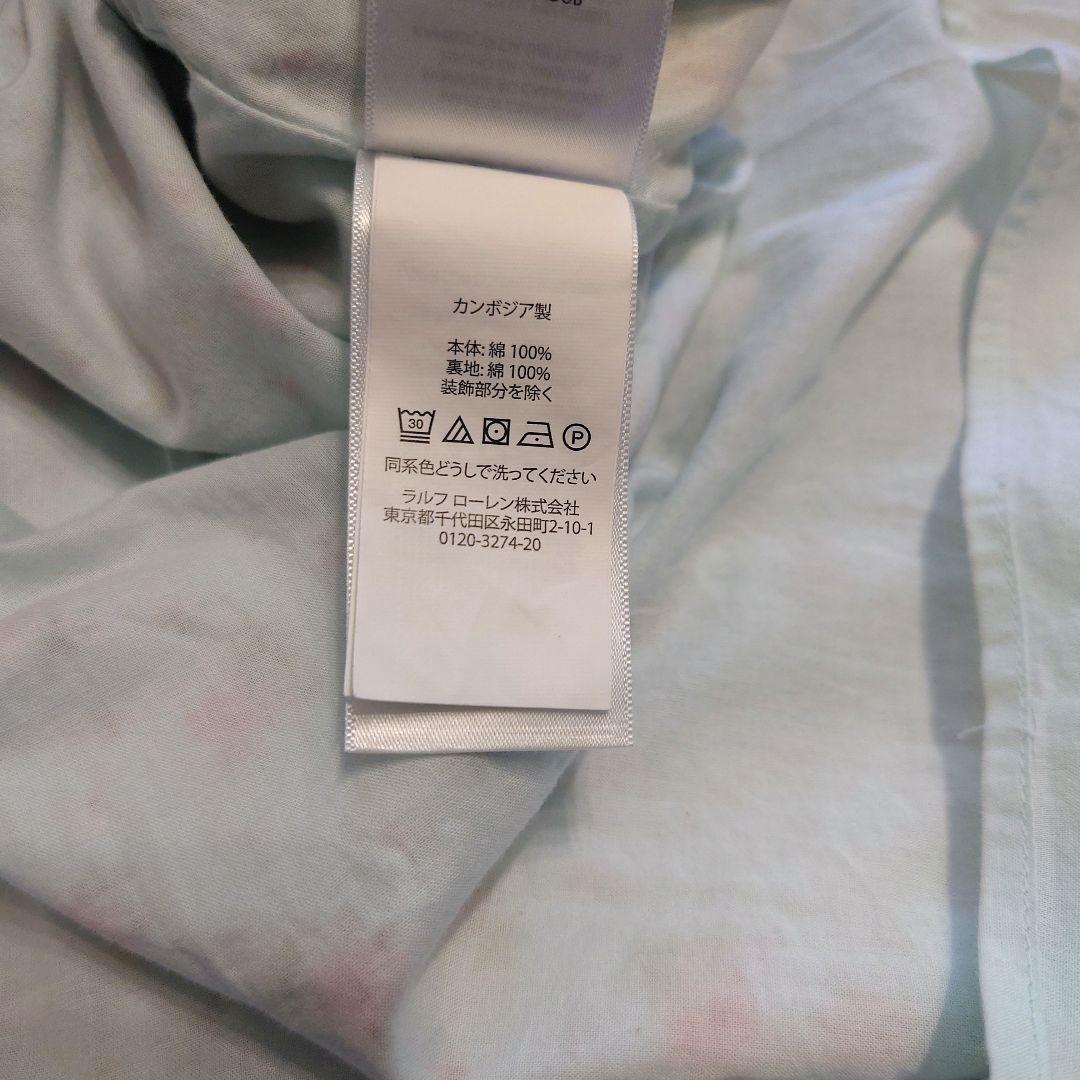 カンボジア製
本体: 綿 100%
裏地: 綿 100%
装飾部分を除く
30 P
同系色どうしで洗ってください
ラルフ ローレン株式会社
東京都千代田区永田町2-10-1
0120-3274-20